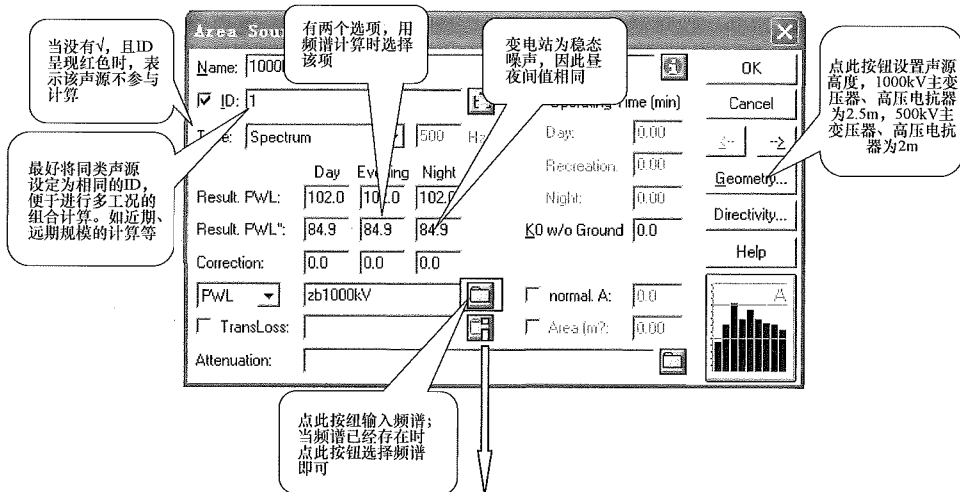 当没有√，且ID
呈现红色时，表
示该声源不参与
计算
有两个选项，用
频谱计算时选择
该项
变电站为稳态
噪声，因此昼
夜间值相同
点此按钮设置声源
高度，1000kV主变
压器、高压电抗器
为2.5m，500kV主
变压器、高压电抗
器为2m
最好将同类声源
设定为相同的ID，
便于进行多工况的
组合计算。如近期、
远期规模的计算等
Area Sou
Name: 1000
OK
ID: 1
Time (min)
Cancel
Spectrum
500
Day: 0.00
<--
-->
Day Evening Night
Recreation. 0.00
Geometry...
Result. PWL: 102.0 102.0 102.0
Night: 0.00
Directivity...
Result. PWL": 84.9 84.9 84.9
K0 w/o Ground 0.0
Help
Correction: 0.0 0.0 0.0
PWL zb1000kV
normal. A: 0.0
A
TransLoss:
Area (m?: 0.00
Attenuation:
点此按纽输入频谱；
当频谱已经存在时
点此按钮选择频谱
即可